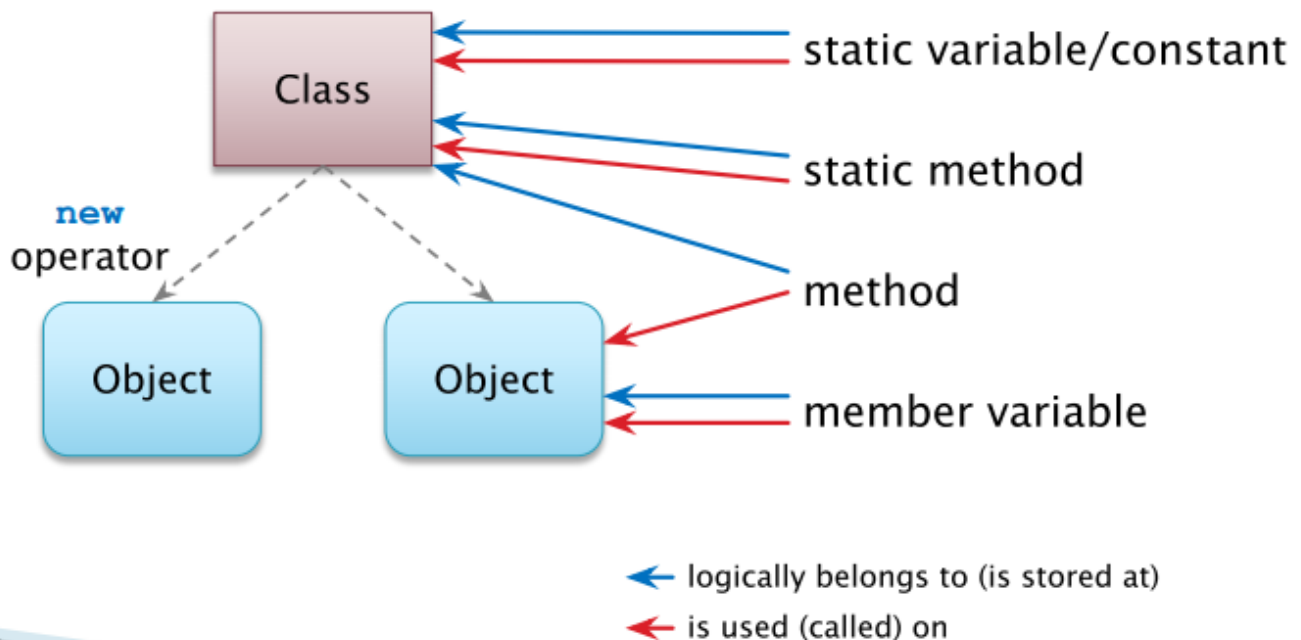 static variable/constant
Class
static method
new
operator
method
Object
Object
member variable
logically belongs to (is stored at)
is used (called) on